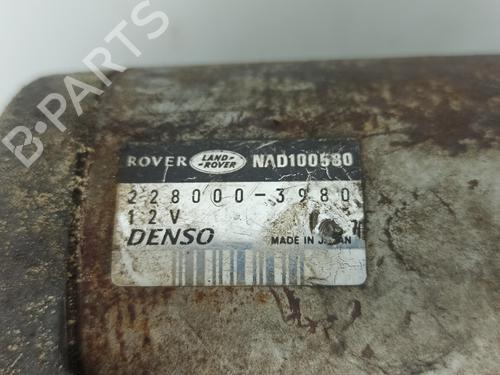 B-PARTS
ROVER LAND-ROVER NAD100580
228000-3980
12V
DENSO MADE IN JAPAN